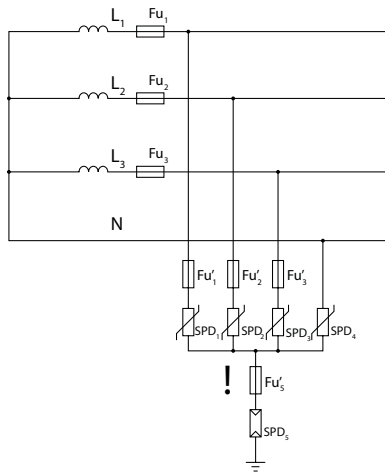 L₁ Fu₁
L₂ Fu₂
L₃ Fu₃
N
Fu'₁ Fu'₂ Fu'₃
SPD₁ SPD₂ SPD₃ SPD₄
! Fu'₅
SPD₅